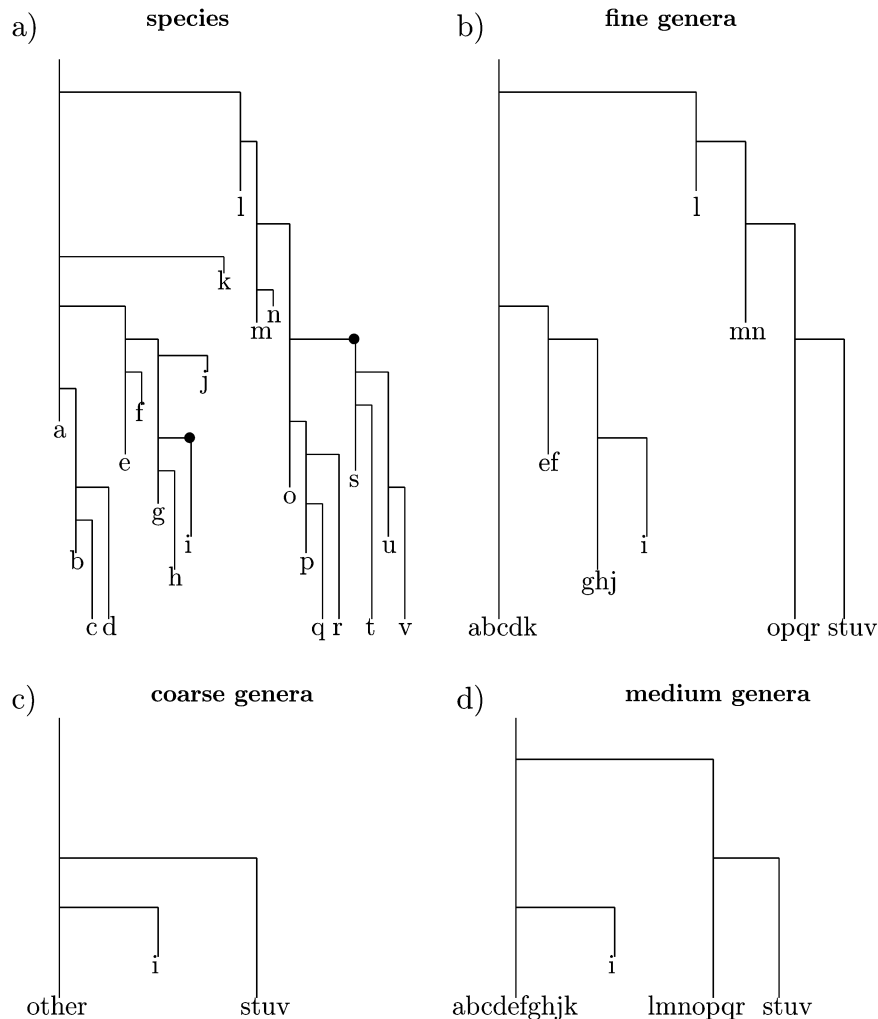 a) species
b) fine genera
l
k
n
m
j
f
a
e
s
o
g
i
b
h
p
u
c d
q r t v
l
mn
ef
i
ghj
abcdk
opqr stuv
c) coarse genera
d) medium genera
i
other
stuv
i
abcdefghjk
lmnopqr
stuv